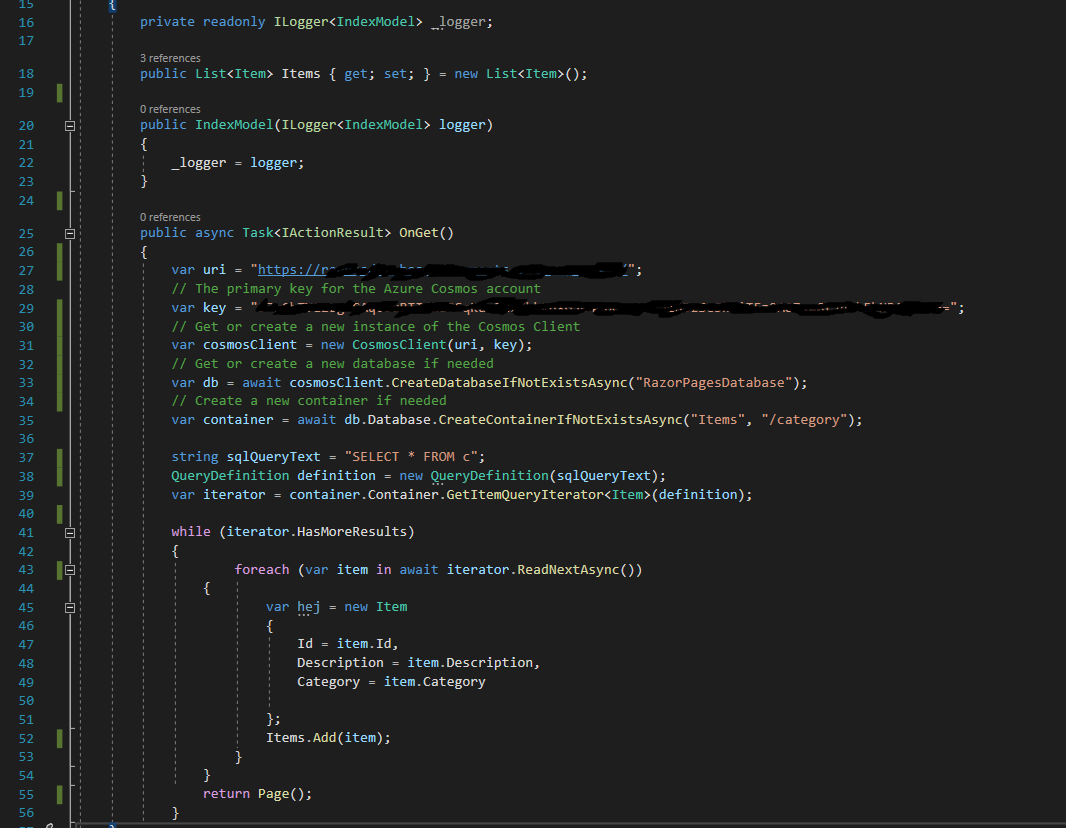 15 {
16 private readonly ILogger<IndexModel> _logger;
17
3 references
18 public List<Item> Items { get; set; } = new List<Item>();
19
0 references
20 public IndexModel(ILogger<IndexModel> logger)
21 {
22 _logger = logger;
23 }
24
0 references
25 public async Task<IActionResult> OnGet()
26 {
27 var uri = "https:// /";
28 // The primary key for the Azure Cosmos account
29 var key = " =";
30 // Get or create a new instance of the Cosmos Client
31 var cosmosClient = new CosmosClient(uri, key);
32 // Get or create a new database if needed
33 var db = await cosmosClient.CreateDatabaseIfNotExistsAsync("RazorPagesDatabase");
34 // Create a new container if needed
35 var container = await db.Database.CreateContainerIfNotExistsAsync("Items", "/category");
36
37 string sqlQueryText = "SELECT * FROM c";
38 QueryDefinition definition = new QueryDefinition(sqlQueryText);
39 var iterator = container.Container.GetItemQueryIterator<Item>(definition);
40
41 while (iterator.HasMoreResults)
42 {
43 foreach (var item in await iterator.ReadNextAsync())
44 {
45 var hej = new Item
46 {
47 Id = item.Id,
48 Description = item.Description,
49 Category = item.Category
50
51 };
52 Items.Add(item);
53 }
54 }
55 return Page();
56 }